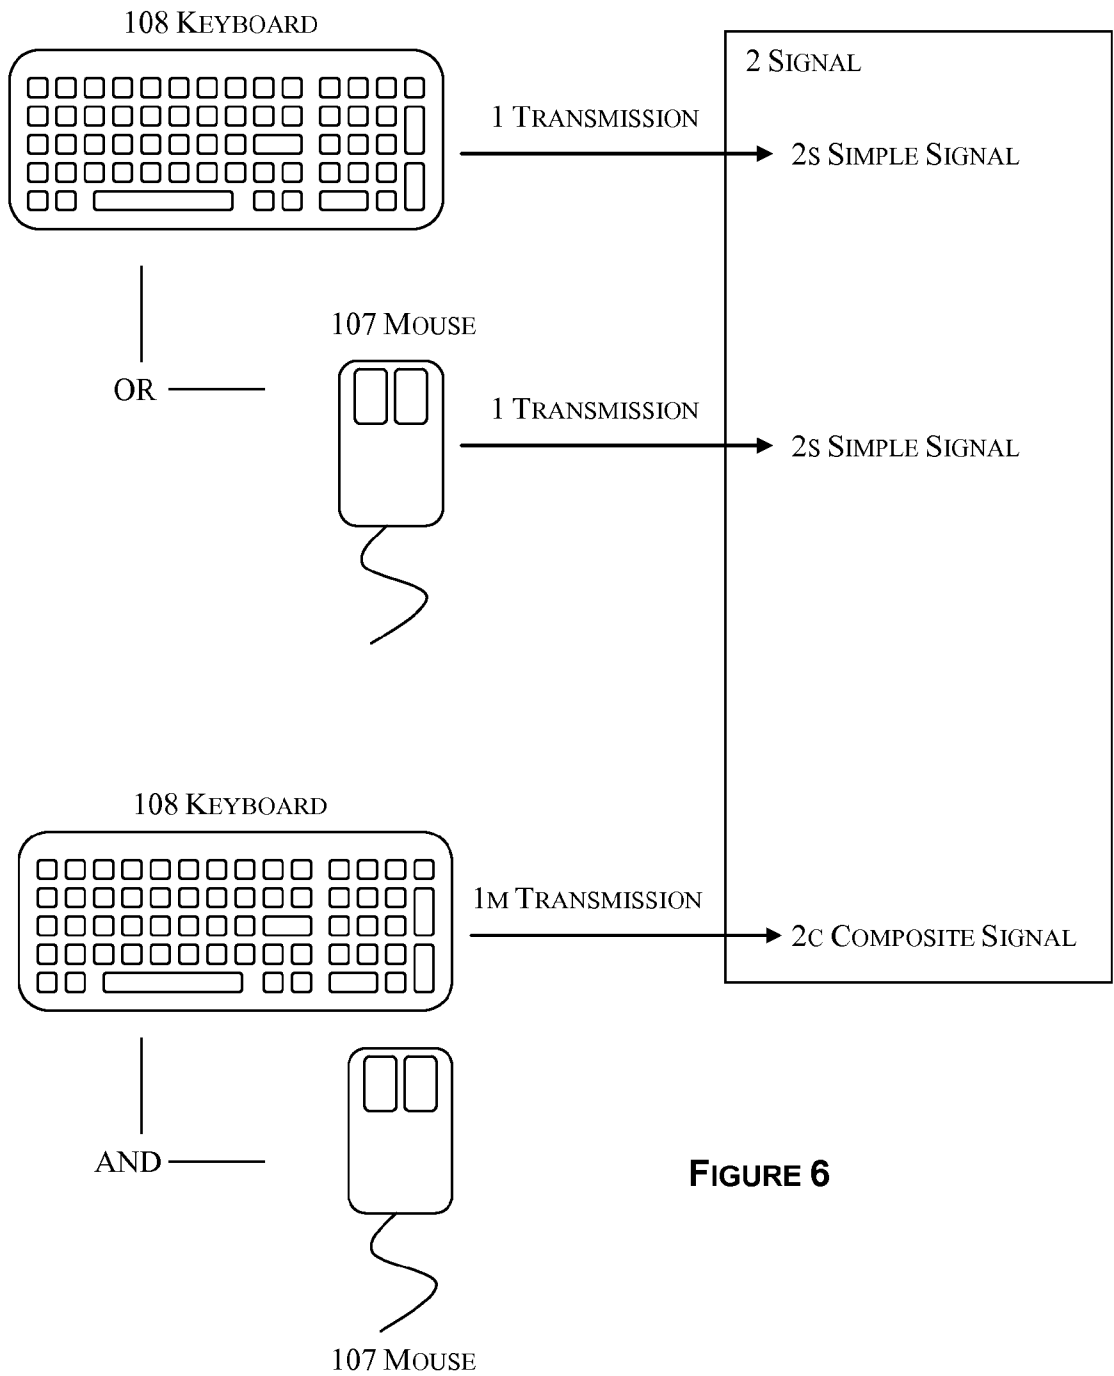 108 KEYBOARD
2 SIGNAL
1 TRANSMISSION
2S SIMPLE SIGNAL
107 MOUSE
OR
1 TRANSMISSION
2S SIMPLE SIGNAL
108 KEYBOARD
1M TRANSMISSION
2C COMPOSITE SIGNAL
AND
FIGURE 6
107 MOUSE